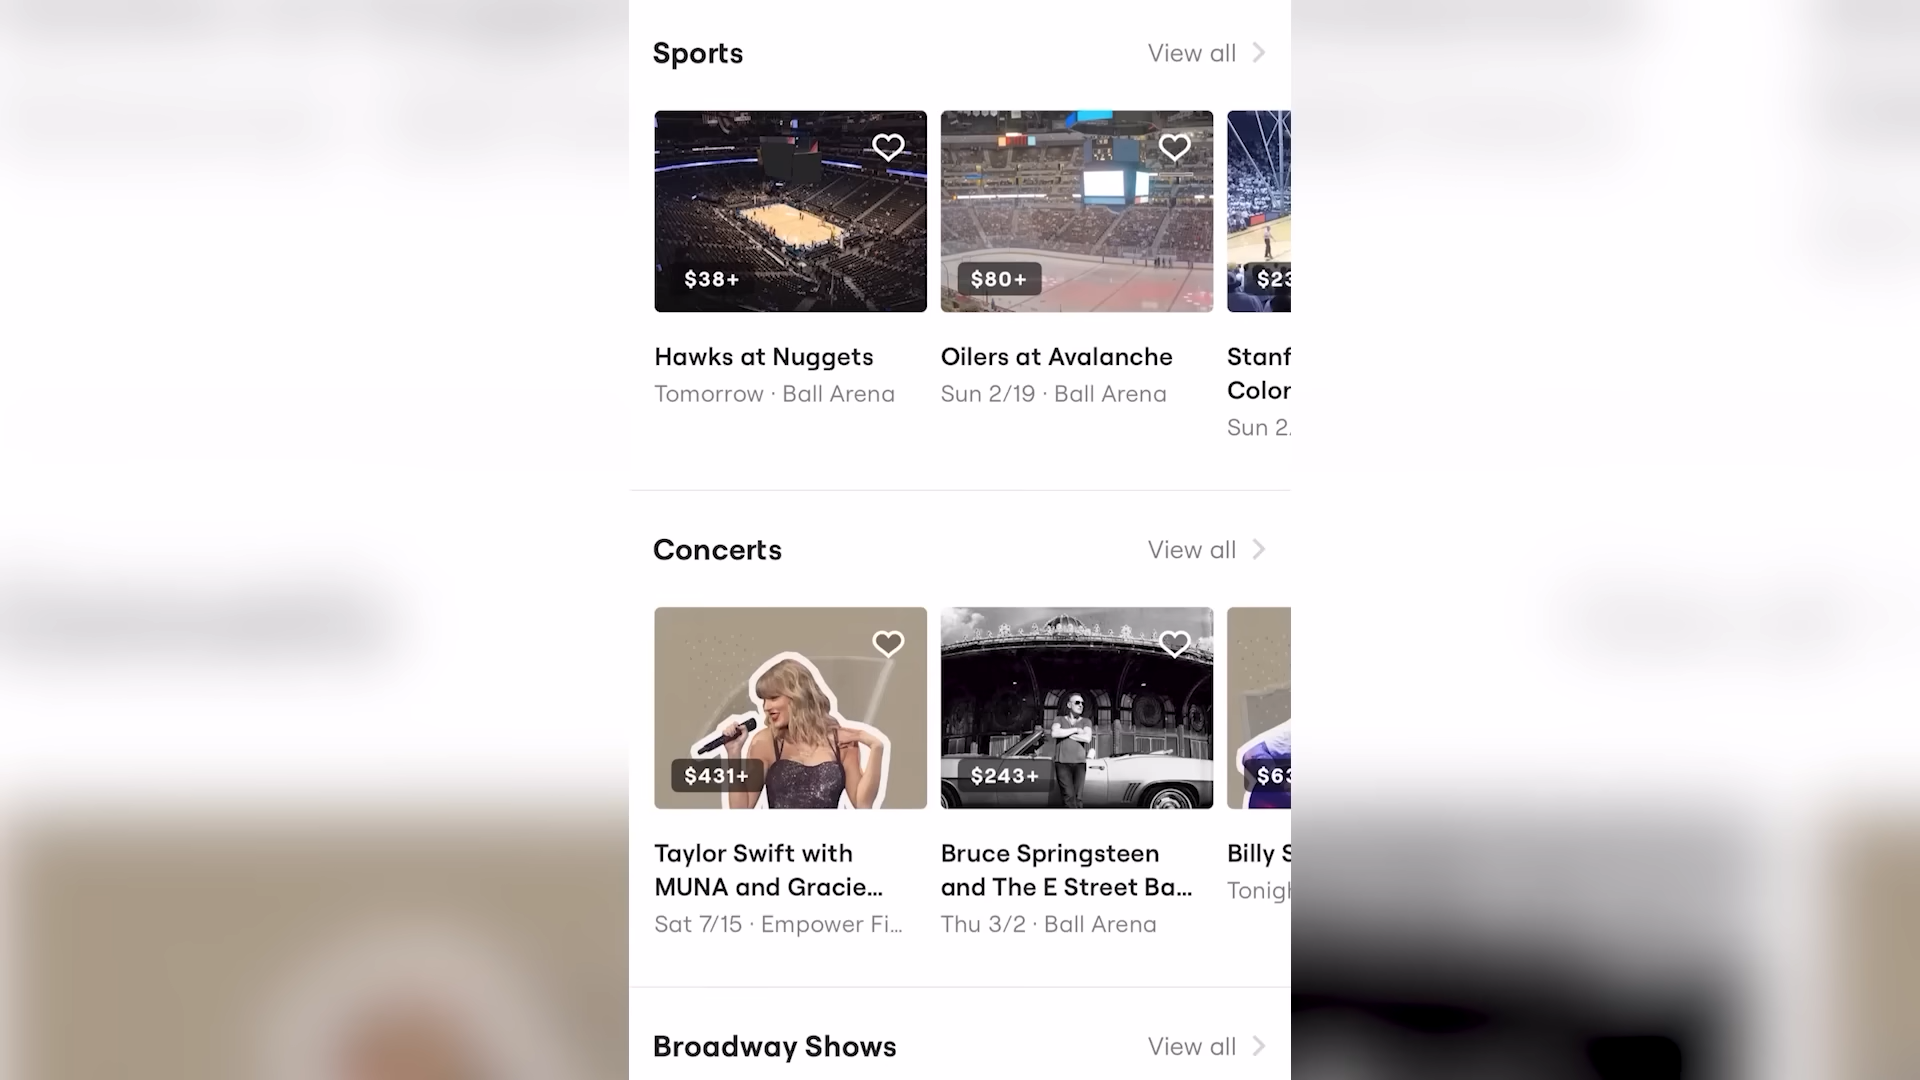 Sports
View all
$38+
$80+
Hawks at Nuggets
Oilers at Avalanche
Tomorrow · Ball Arena
Sun 2/19 · Ball Arena
Sun
Concerts
View all
$431+
$243+
Taylor Swift with
MUNA and Gracie...
Bruce Springsteen
and The E Street Ba...
Billy
Sat 7/15 · Empower Fi...
Thu 3/2 · Ball Arena
Broadway Shows
View all